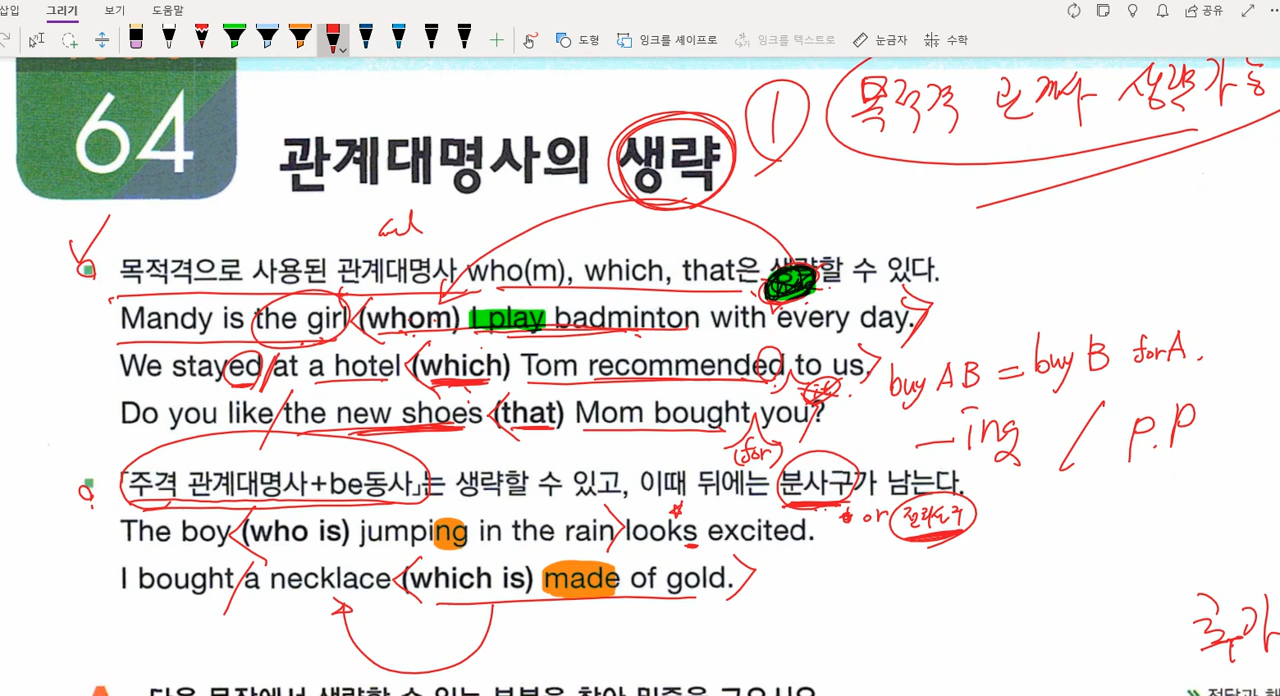 삽입 그리기 보기 도움말 공유
도형 잉크를 셰이프로 잉크를 텍스트로 눈금자 수학
목적격 관계사 생략가능
64
관계대명사의 생략 1
목적격으로 사용된 관계대명사 who(m), which, that은 생략할 수 있다.
Mandy is the girl (whom) I play badminton with every day.
We stayed at a hotel (which) Tom recommended to us.
buy A B = buy B for A.
Do you like the new shoes (that) Mom bought you?
(for)
-ing / p.p
「주격 관계대명사+be동사」는 생략할 수 있고, 이때 뒤에는 분사구가 남는다.
or 전치사구
The boy (who is) jumping in the rain looks excited.
I bought a necklace (which is) made of gold.